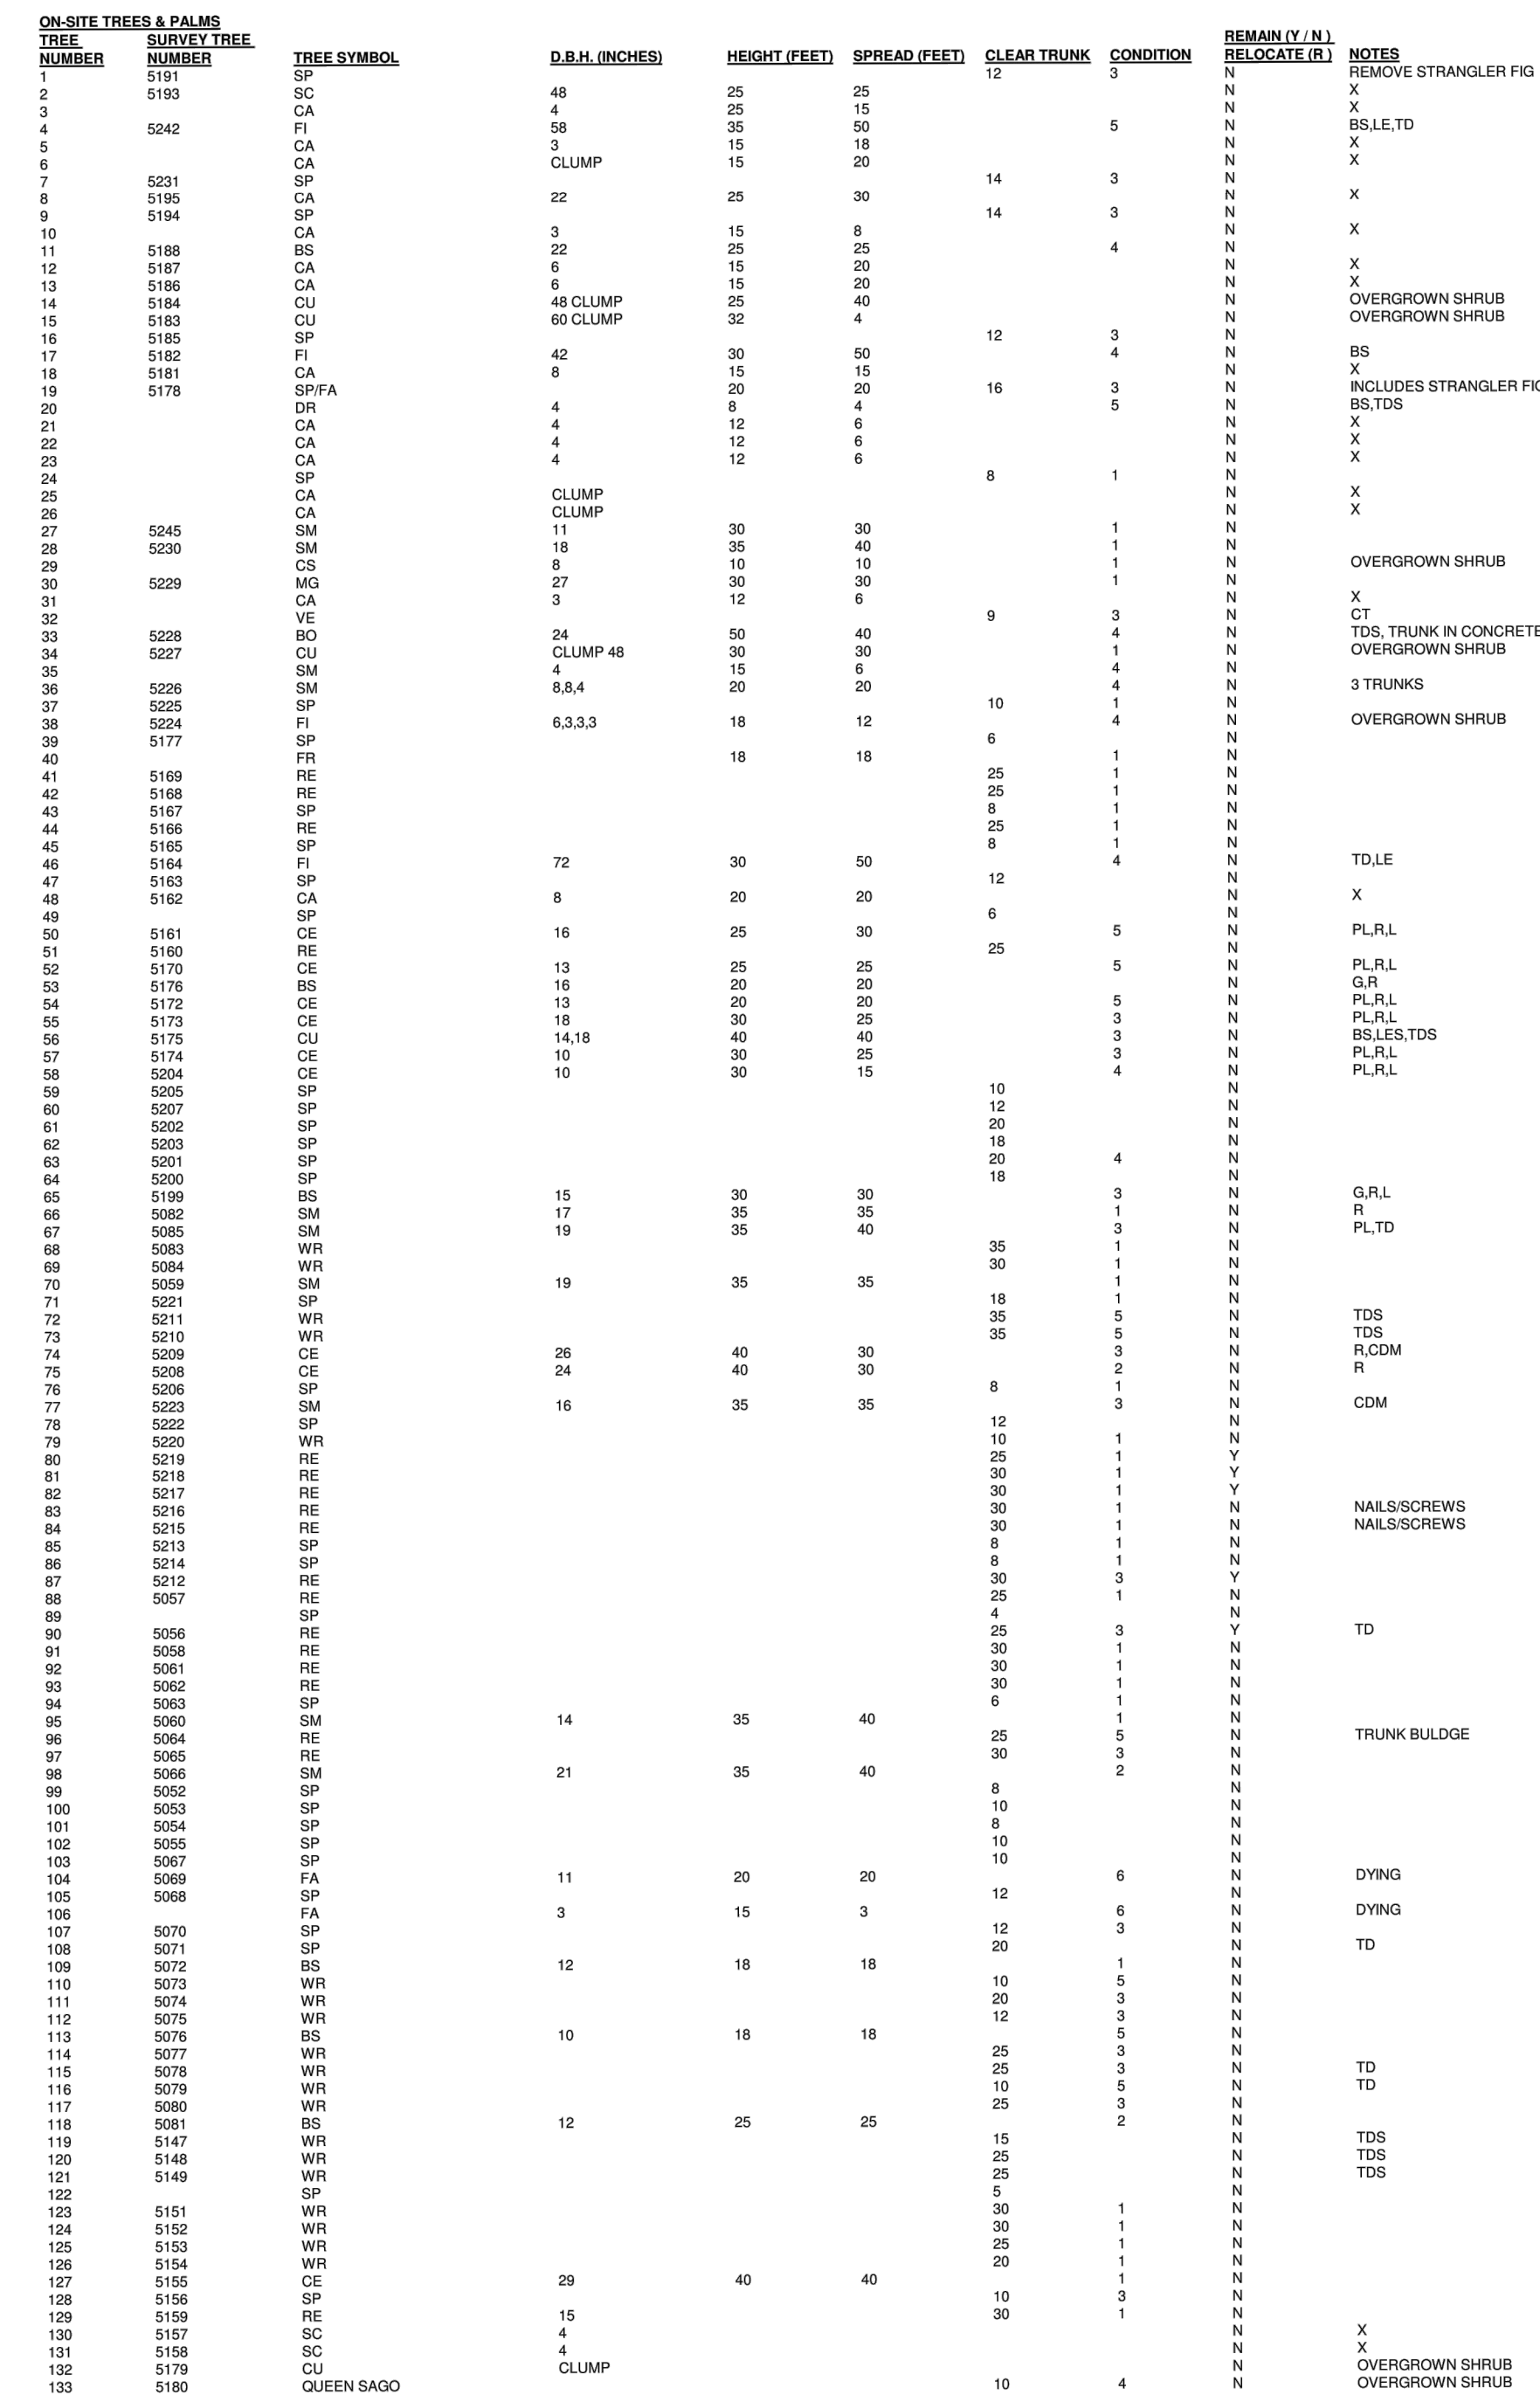 ON-SITE TREES & PALMS
TREE SURVEY TREE REMAIN (Y / N )
NUMBER NUMBER TREE SYMBOL D.B.H. (INCHES) HEIGHT (FEET) SPREAD (FEET) CLEAR TRUNK CONDITION RELOCATE (R ) NOTES
1 5191 SP 12 3 N REMOVE STRANGLER FIG
2 5193 SC 48 25 25 N X
3 CA 4 25 15 N X
4 5242 FI 58 35 50 5 N BS,LE,TD
5 CA 3 15 18 N X
6 CA CLUMP 15 20 N X
7 5231 SP 14 3 N
8 5195 CA 22 25 30 N X
9 5194 SP 14 3 N
10 CA 3 15 8 N X
11 5188 BS 22 25 25 4 N
12 5187 CA 6 15 20 N X
13 5186 CA 6 15 20 N X
14 5184 CU 48 CLUMP 25 40 N OVERGROWN SHRUB
15 5183 CU 60 CLUMP 32 4 N OVERGROWN SHRUB
16 5185 SP 12 3 N
17 5182 FI 42 30 50 4 N BS
18 5181 CA 8 15 15 N X
19 5178 SP/FA 20 20 16 3 N INCLUDES STRANGLER FIG
20 DR 4 8 4 5 N BS,TDS
21 CA 4 12 6 N X
22 CA 4 12 6 N X
23 CA 4 12 6 N X
24 SP 8 1 N
25 CA CLUMP N X
26 CA CLUMP N X
27 5245 SM 11 30 30 1 N
28 5230 SM 18 35 40 1 N
29 CS 8 10 10 1 N OVERGROWN SHRUB
30 5229 MG 27 30 30 1 N
31 CA 3 12 6 N X
32 VE 9 3 N CT
33 5228 BO 24 50 40 4 N TDS, TRUNK IN CONCRETE
34 5227 CU CLUMP 48 30 30 1 N OVERGROWN SHRUB
35 SM 4 15 6 4 N
36 5226 SM 8,8,4 20 20 4 N 3 TRUNKS
37 5225 SP 10 1 N
38 5224 FI 6,3,3,3 18 12 4 N OVERGROWN SHRUB
39 5177 SP 6 N
40 FR 18 18 1 N
41 5169 RE 25 1 N
42 5168 RE 25 1 N
43 5167 SP 8 1 N
44 5166 RE 25 1 N
45 5165 SP 8 1 N
46 5164 FI 72 30 50 4 N TD,LE
47 5163 SP 12 N
48 5162 CA 8 20 20 N X
49 SP 6 N
50 5161 CE 16 25 30 5 N PL,R,L
51 5160 RE 25 N
52 5170 CE 13 25 25 5 N PL,R,L
53 5176 BS 16 20 20 N G,R
54 5172 CE 13 20 20 5 N PL,R,L
55 5173 CE 18 30 25 3 N PL,R,L
56 5175 CU 14,18 40 40 3 N BS,LES,TDS
57 5174 CE 10 30 25 3 N PL,R,L
58 5204 CE 10 30 15 4 N PL,R,L
59 5205 SP 10 N
60 5207 SP 12 N
61 5202 SP 20 N
62 5203 SP 18 N
63 5201 SP 20 4 N
64 5200 SP 18 N
65 5199 BS 15 30 30 3 N G,R,L
66 5082 SM 17 35 35 1 N R
67 5085 SM 19 35 40 3 N PL,TD
68 5083 WR 35 1 N
69 5084 WR 30 1 N
70 5059 SM 19 35 35 1 N
71 5221 SP 18 1 N
72 5211 WR 35 5 N TDS
73 5210 WR 35 5 N TDS
74 5209 CE 26 40 30 3 N R,CDM
75 5208 CE 24 40 30 2 N R
76 5206 SP 8 1 N
77 5223 SM 16 35 35 3 N CDM
78 5222 SP 12 N
79 5220 WR 10 1 N
80 5219 RE 25 1 Y
81 5218 RE 30 1 Y
82 5217 RE 30 1 Y
83 5216 RE 30 1 N NAILS/SCREWS
84 5215 RE 30 1 N NAILS/SCREWS
85 5213 SP 8 1 N
86 5214 SP 8 1 N
87 5212 RE 30 3 Y
88 5057 RE 25 1 N
89 SP 4 N
90 5056 RE 25 3 Y TD
91 5058 RE 30 1 N
92 5061 RE 30 1 N
93 5062 RE 30 1 N
94 5063 SP 6 1 N
95 5060 SM 14 35 40 1 N
96 5064 RE 25 5 N TRUNK BULDGE
97 5065 RE 30 3 N
98 5066 SM 21 35 40 2 N
99 5052 SP 8 N
100 5053 SP 10 N
101 5054 SP 8 N
102 5055 SP 10 N
103 5067 SP 10 N
104 5069 FA 11 20 20 6 N DYING
105 5068 SP 12 N
106 FA 3 15 3 6 N DYING
107 5070 SP 12 3 N
108 5071 SP 20 N TD
109 5072 BS 12 18 18 1 N
110 5073 WR 10 5 N
111 5074 WR 20 3 N
112 5075 WR 12 3 N
113 5076 BS 10 18 18 5 N
114 5077 WR 25 3 N
115 5078 WR 25 3 N TD
116 5079 WR 10 5 N TD
117 5080 WR 25 3 N
118 5081 BS 12 25 25 2 N
119 5147 WR 15 N TDS
120 5148 WR 25 N TDS
121 5149 WR 25 N TDS
122 SP 5 N
123 5151 WR 30 1 N
124 5152 WR 30 1 N
125 5153 WR 25 1 N
126 5154 WR 20 1 N
127 5155 CE 29 40 40 1 N
128 5156 SP 10 3 N
129 5159 RE 15 30 1 N
130 5157 SC 4 N X
131 5158 SC 4 N X
132 5179 CU CLUMP N OVERGROWN SHRUB
133 5180 QUEEN SAGO 10 4 N OVERGROWN SHRUB